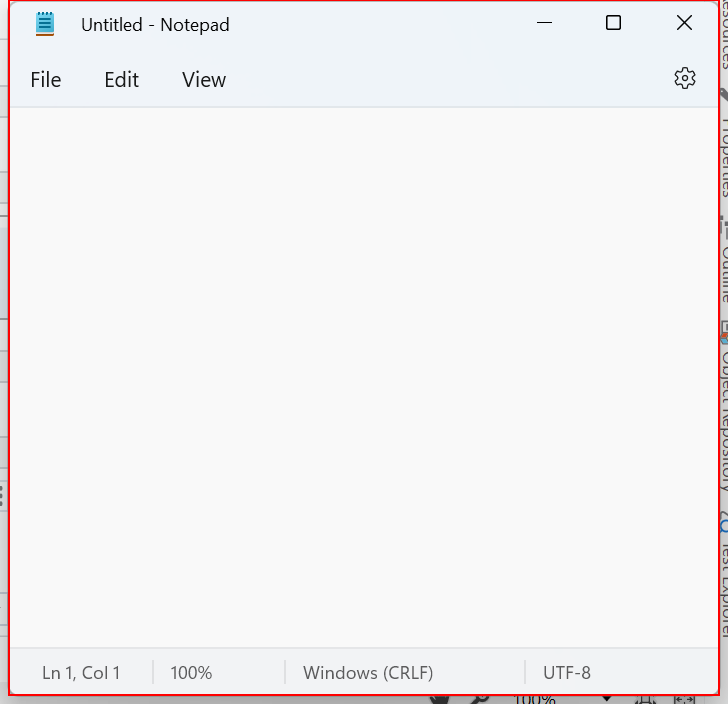 Untitled - Notepad
File Edit View
Properties
Outline
Object Repository
Test Explorer
Ln 1, Col 1 100% Windows (CRLF) UTF-8
100%